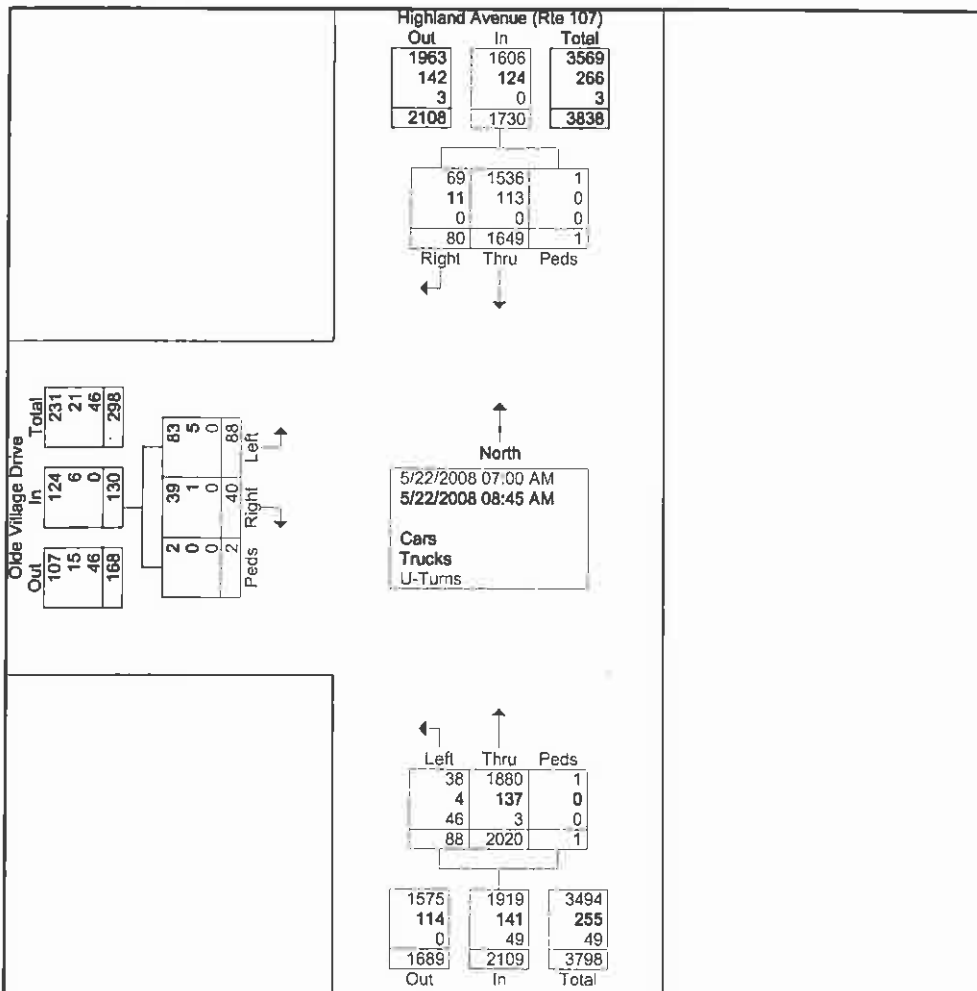 Highland Avenue (Rte 107)
Out In Total
1963 1606 3569
142 124 266
3 0 3
2108 1730 3838
69 1536 1
11 113 0
0 0 0
80 1649 1
Right Thru Peds
Olde Village Drive
Out In Total
107 124 231
15 6 21
46 0 46
168 130 298
2 39 83
0 1 5
0 0 0
2 40 88
Peds Right Left
North
5/22/2008 07:00 AM
5/22/2008 08:45 AM
Cars
Trucks
U-Turns
Left Thru Peds
38 1880 1
4 137 0
46 3 0
88 2020 1
1575 1919 3494
114 141 255
0 49 49
1689 2109 3798
Out In Total